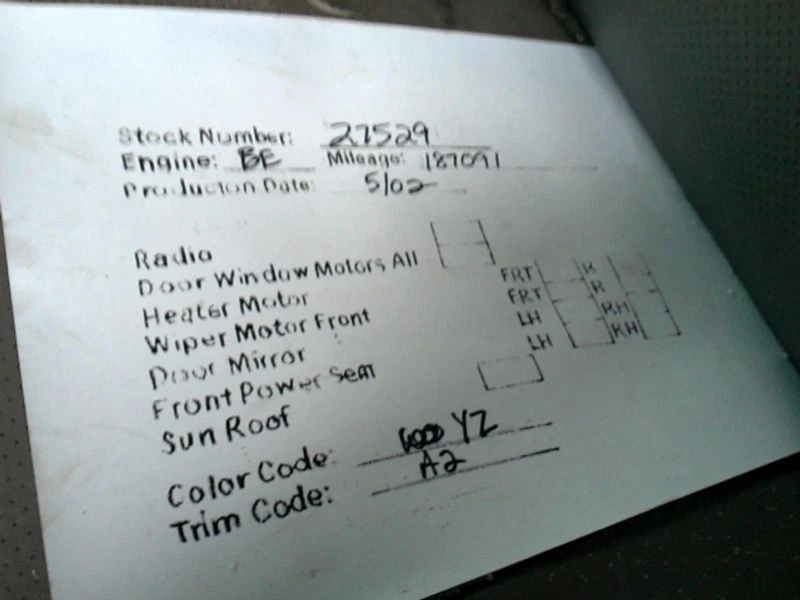 Stock Number: 27529
Engine: BE Mileage: 187091
Production Date: 5/02
Radio
Door Window Motors All FRT R
Heater Motor FRT R
Wiper Motor Front LH RH
Door Mirror LH RH
Front Power Seat
Sun Roof
Color Code: YZ
Trim Code: A2